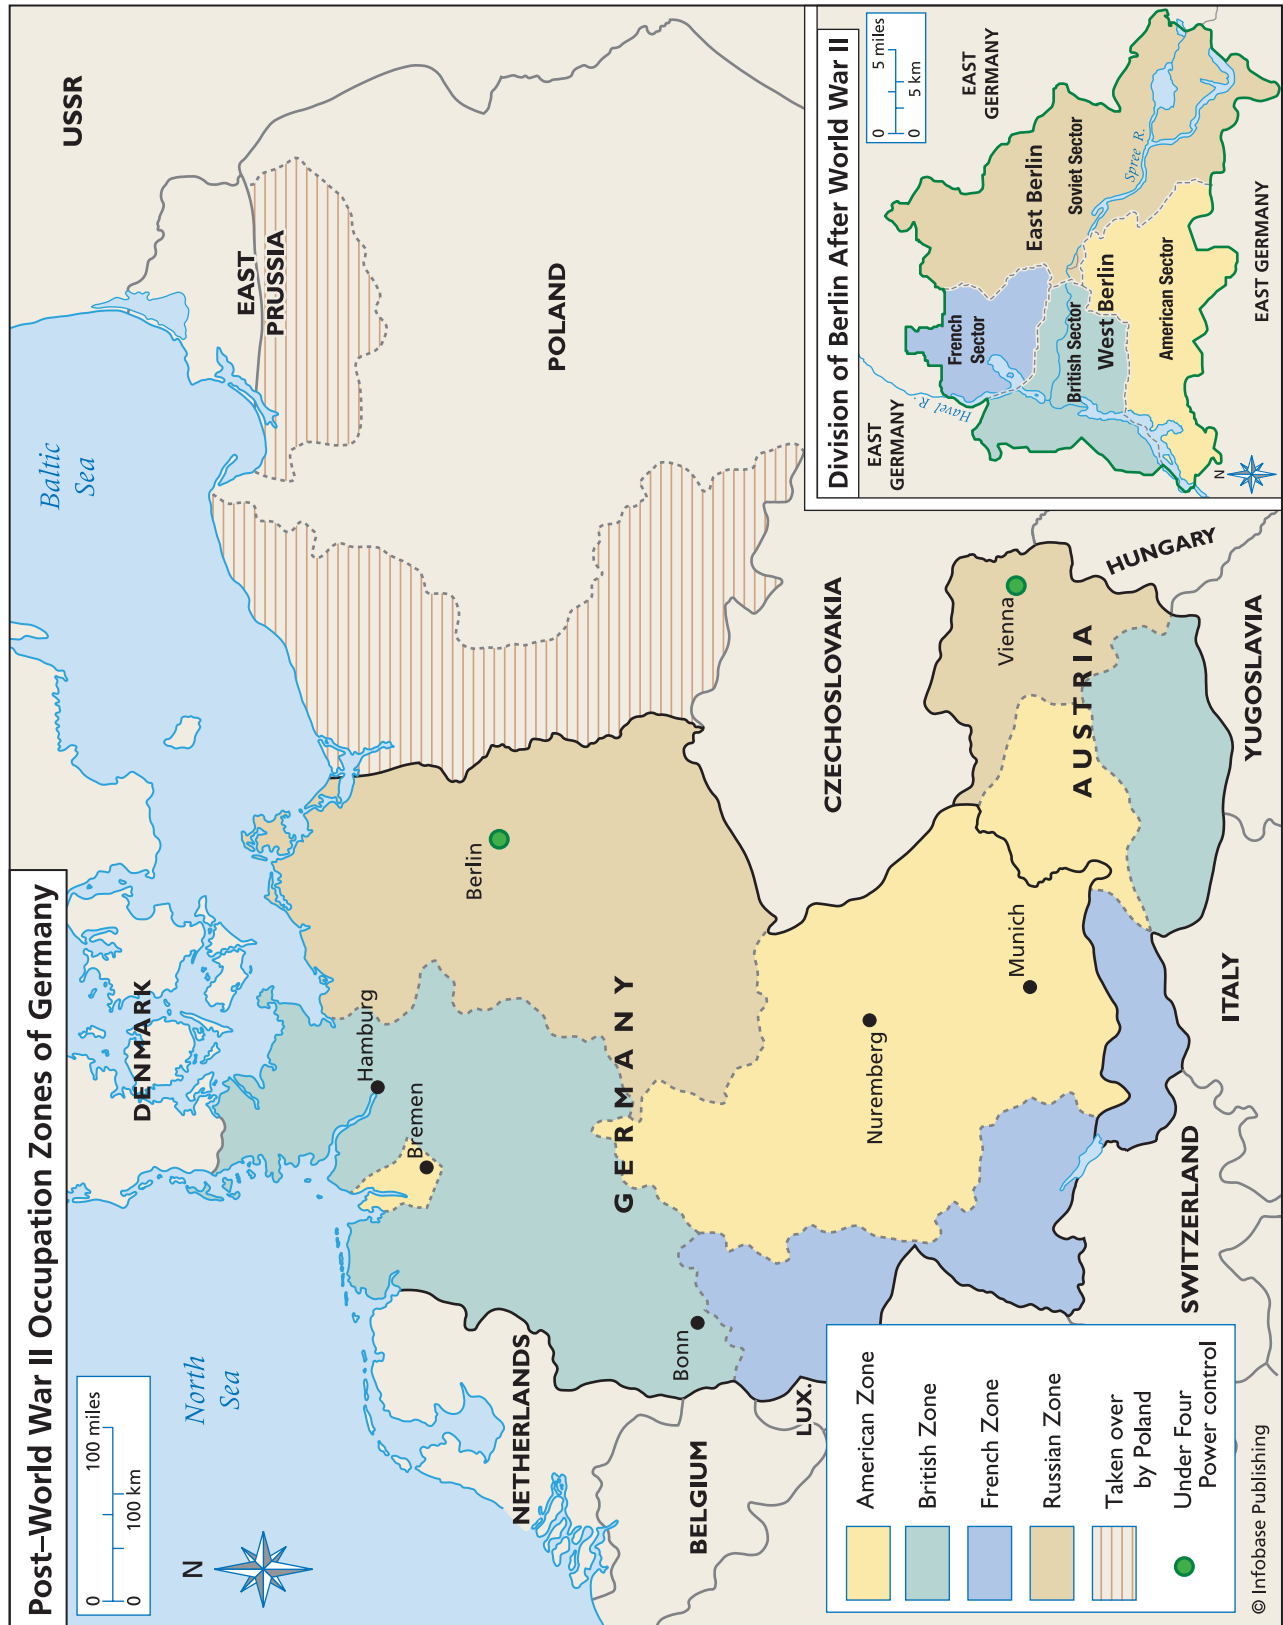 Post–World War II Occupation Zones of Germany
0 100 miles
0 100 km
N
North
Sea
Baltic
Sea
DENMARK
USSR
EAST
PRUSSIA
POLAND
Hamburg
Bremen
Berlin
NETHERLANDS
GERMANY
BELGIUM
Bonn
LUX.
CZECHOSLOVAKIA
Nuremberg
Munich
Vienna
AUSTRIA
HUNGARY
SWITZERLAND
ITALY
YUGOSLAVIA
American Zone
British Zone
French Zone
Russian Zone
Taken over
by Poland
Under Four
Power control
© Infobase Publishing
Division of Berlin After World War II
0 5 miles
0 5 km
EAST
GERMANY
Havel R.
French
Sector
East Berlin
Soviet Sector
EAST
GERMANY
British Sector
West Berlin
Spree R.
American Sector
N
EAST GERMANY